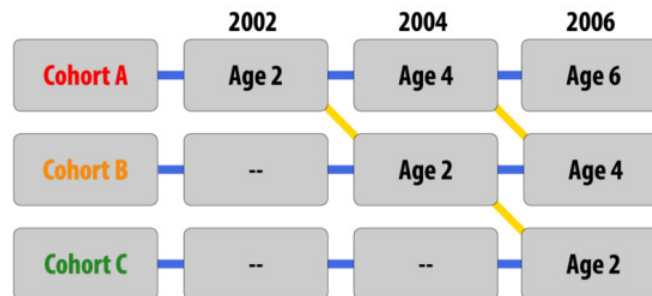 2002 2004 2006
Cohort A Age 2 Age 4 Age 6
Cohort B -- Age 2 Age 4
Cohort C -- -- Age 2